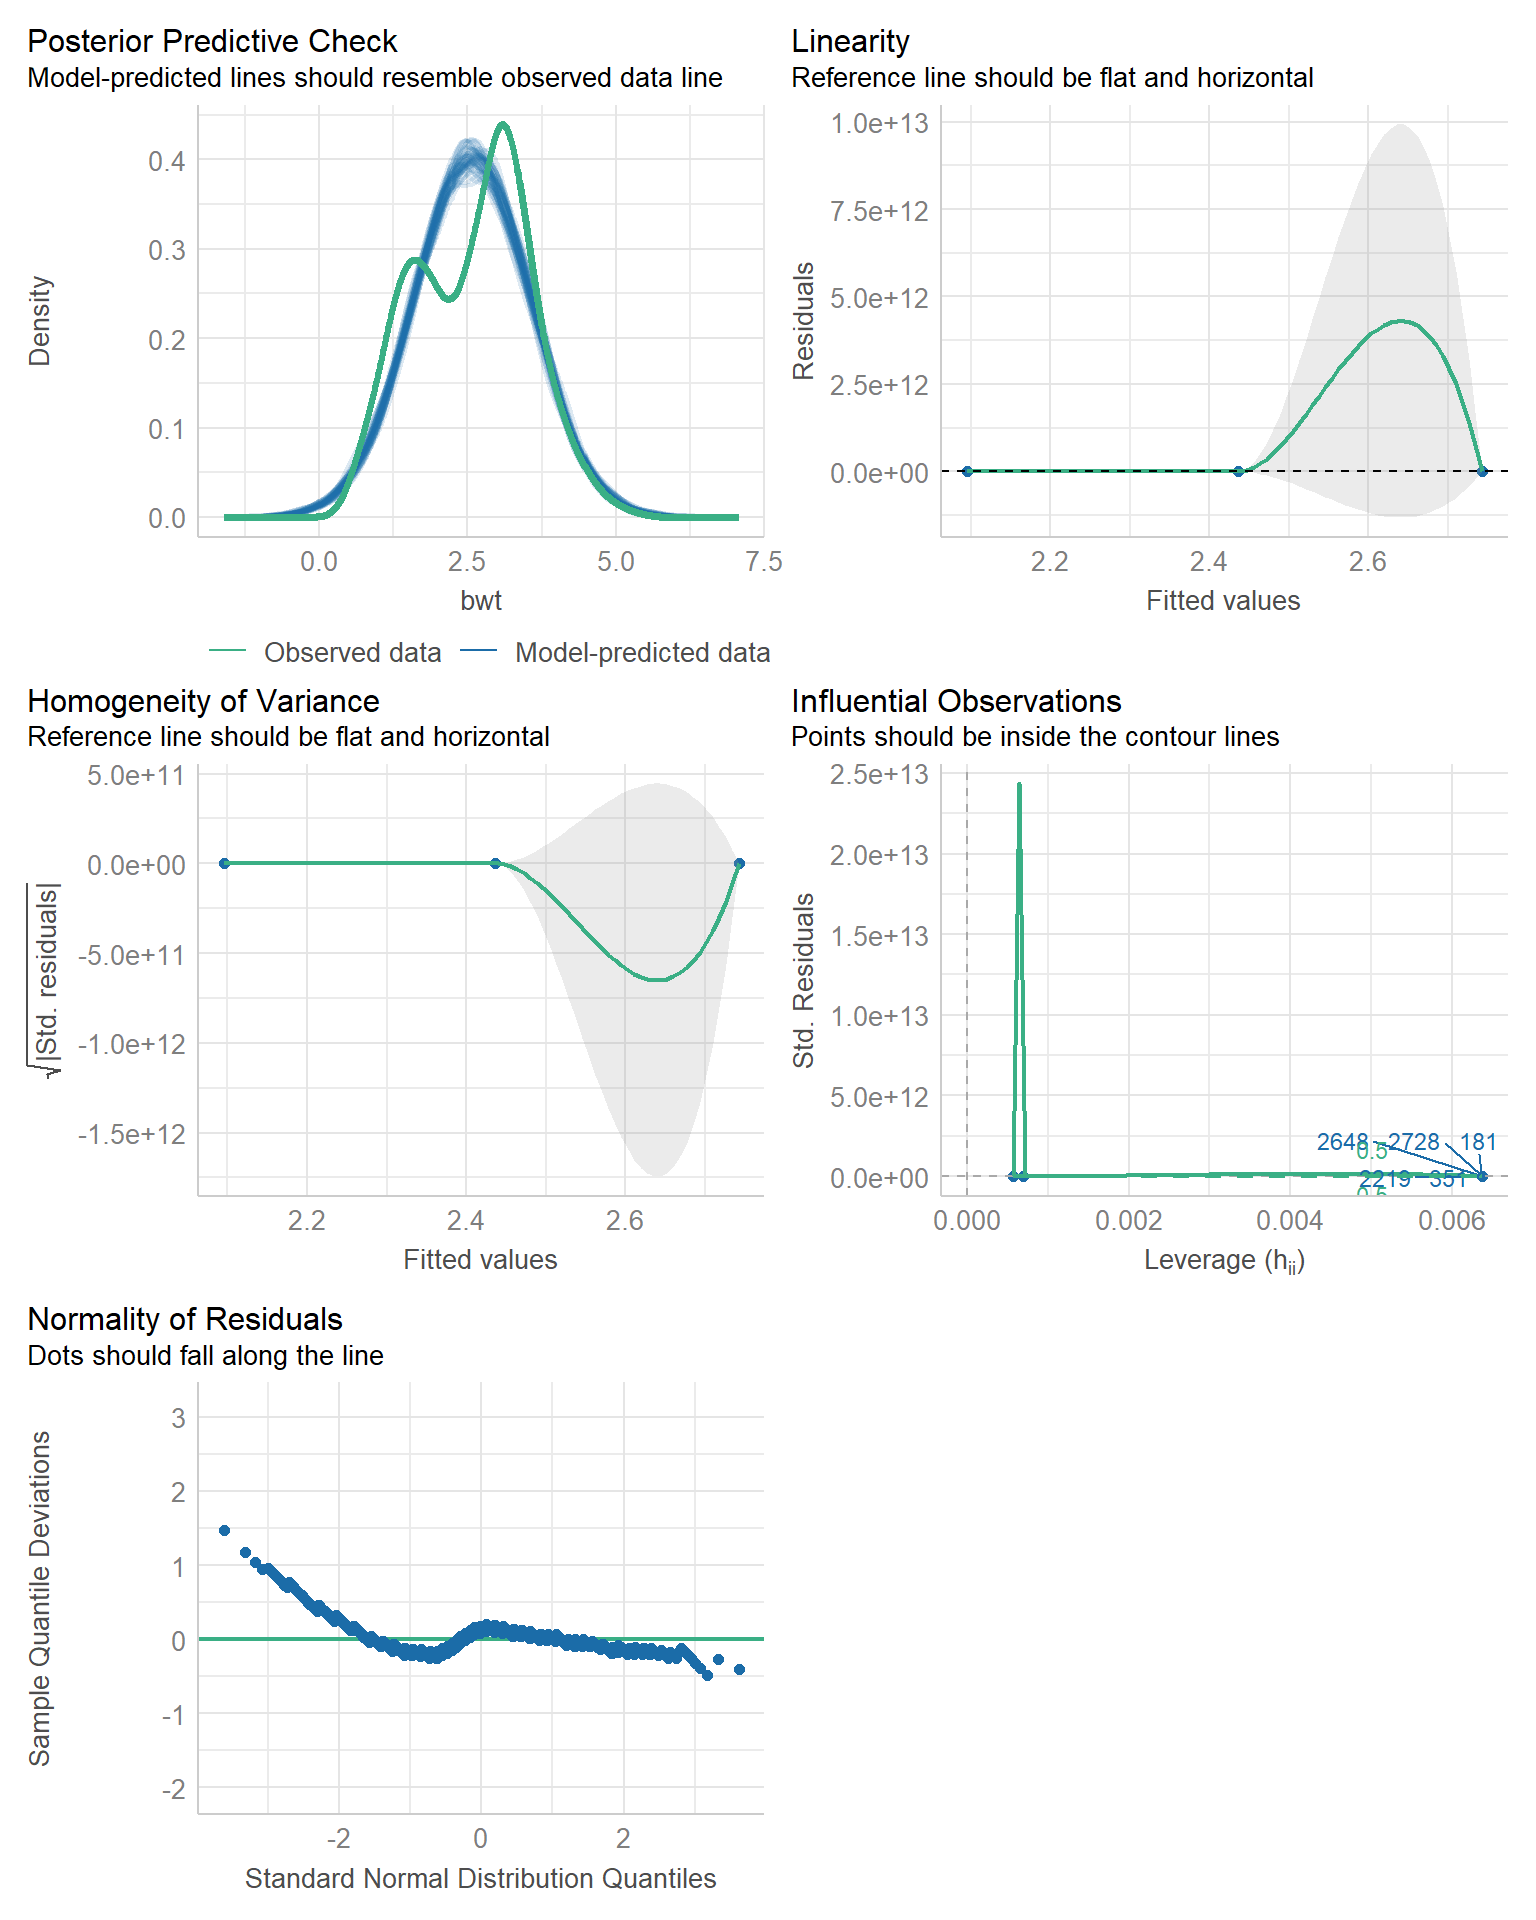 Posterior Predictive Check
Model-predicted lines should resemble observed data line
Density
0.4
0.3
0.2
0.1
0.0
0.0 2.5 5.0 7.5
bwt
Observed data Model-predicted data
Linearity
Reference line should be flat and horizontal
Residuals
1.0e+13
7.5e+12
5.0e+12
2.5e+12
0.0e+00
2.2 2.4 2.6
Fitted values
Homogeneity of Variance
Reference line should be flat and horizontal
√|Std. residuals|
5.0e+11
0.0e+00
-5.0e+11
-1.0e+12
-1.5e+12
2.2 2.4 2.6
Fitted values
Influential Observations
Points should be inside the contour lines
Std. Residuals
2.5e+13
2.0e+13
1.5e+13
1.0e+13
5.0e+12
0.0e+00
2648 2728 181
0.5
2219 351
0.5
0.000 0.002 0.004 0.006
Leverage (hii)
Normality of Residuals
Dots should fall along the line
Sample Quantile Deviations
3
2
1
0
-1
-2
-2 0 2
Standard Normal Distribution Quantiles